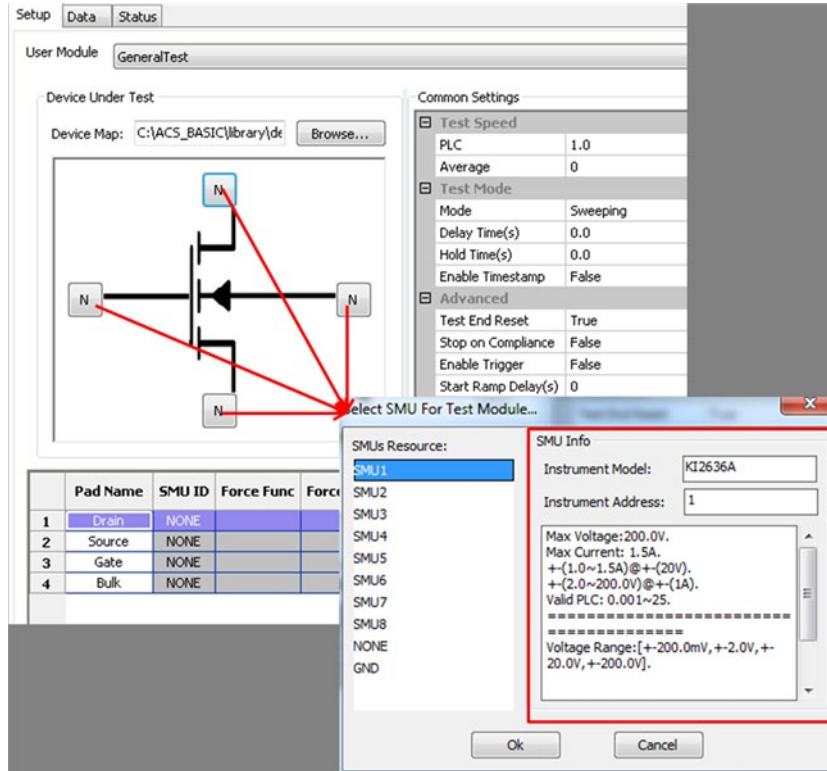 Setup Data Status
User Module GeneralTest
Device Under Test
Device Map: C:\ACS_BASIC\library\de Browse...
N
N
N
N
Common Settings
Test Speed
PLC 1.0
Average 0
Test Mode
Mode Sweeping
Delay Time(s) 0.0
Hold Time(s) 0.0
Enable Timestamp False
Advanced
Test End Reset True
Stop on Compliance False
Enable Trigger False
Start Ramp Delay(s) 0
Pad Name SMU ID Force Func Force
1 Drain NONE
2 Source NONE
3 Gate NONE
4 Bulk NONE
elect SMU For Test Module...
SMUs Resource:
SMU1
SMU2
SMU3
SMU4
SMU5
SMU6
SMU7
SMU8
NONE
GND
SMU Info
Instrument Model: KI2636A
Instrument Address: 1
Max Voltage:200.0V.
Max Current: 1.5A.
+-(1.0~1.5A)@+-(20V).
+-(2.0~200.0V)@+-(1A).
Valid PLC: 0.001~25.
==========================
==============
Voltage Range:[+-200.0mV,+-2.0V,+-
20.0V,+-200.0V].
Ok Cancel